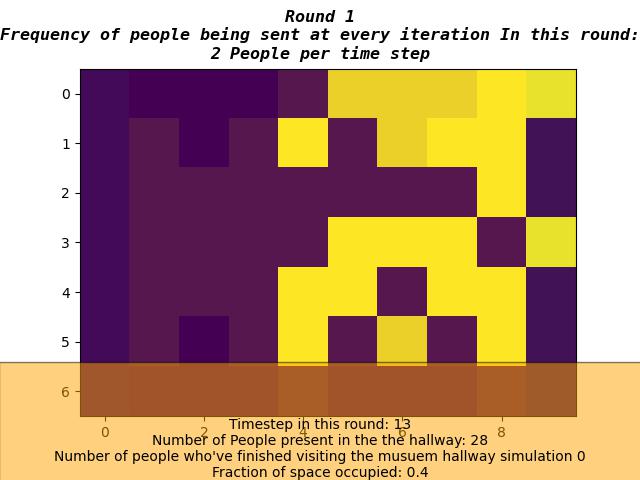 Round 1
Frequency of people being sent at every iteration In this round:
2 People per time step
0
1
2
3
4
5
6
0 2 4 6 8
Timestep in this round: 13
Number of People present in the the hallway: 28
Number of people who've finished visiting the musuem hallway simulation 0
Fraction of space occupied: 0.4